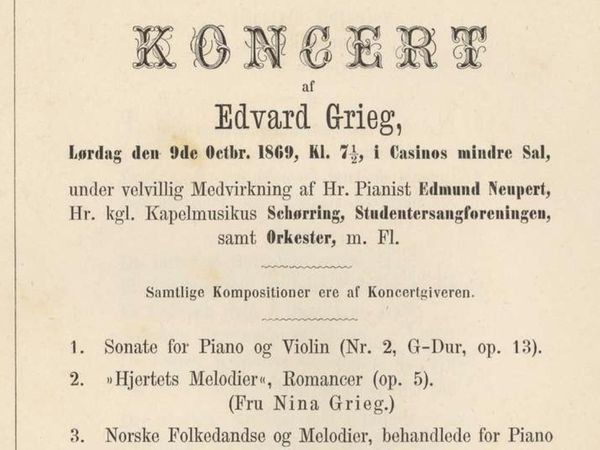 KONCERT
af
Edvard Grieg,
Lørdag den 9de Octbr. 1869, Kl. 7½, i Casinos mindre Sal,
under velvillig Medvirkning af Hr. Pianist Edmund Neupert,
Hr. kgl. Kapelmusikus Schørring, Studentersangforeningen,
samt Orkester, m. Fl.
Samtlige Kompositioner ere af Koncertgiveren.
1. Sonate for Piano og Violin (Nr. 2, G-Dur, op. 13).
2. »Hjertets Melodier«, Romancer (op. 5).
(Fru Nina Grieg.)
3. Norske Folkedandse og Melodier, behandlede for Piano